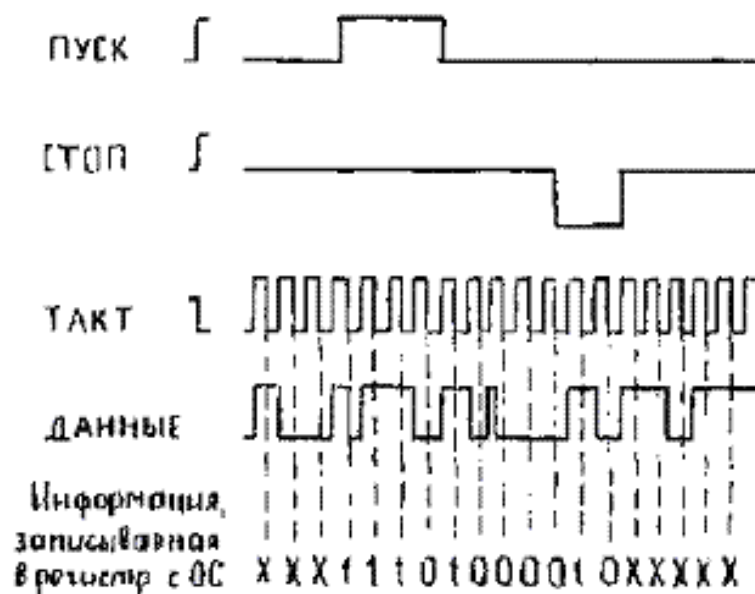 ПУСК
СТОП
ТАКТ
ДАННЫЕ
Информация,
записываемая
в регистр с ОС X X X 1 1 1 0 1 0 0 0 0 1 0 X X X X X